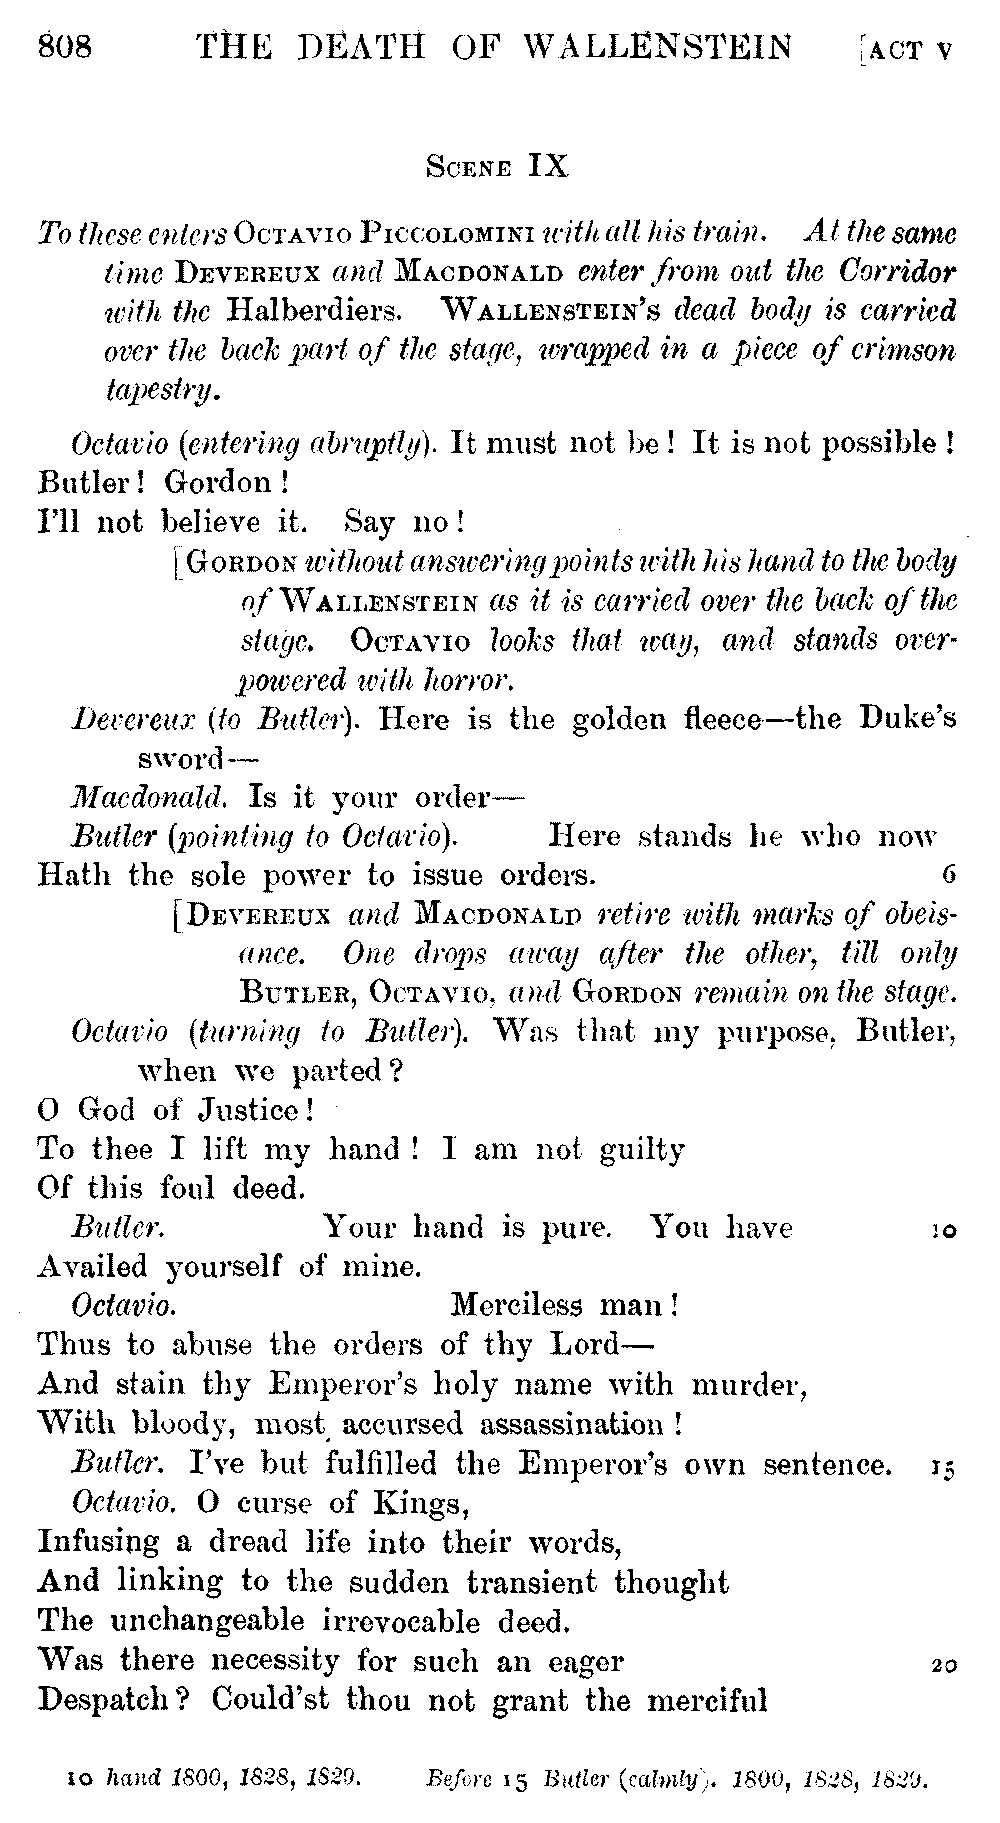 808 THE DEATH OF WALLENSTEIN [ACT V
SCENE IX
To these enters OCTAVIO PICCOLOMINI with all his train. At the same
time DEVEREUX and MACDONALD enter from out the Corridor
with the Halberdiers. WALLENSTEIN'S dead body is carried
over the back part of the stage, wrapped in a piece of crimson
tapestry.
Octavio (entering abruptly). It must not be! It is not possible!
Butler! Gordon!
I'll not believe it. Say no!
[GORDON without answering points with his hand to the body
of WALLENSTEIN as it is carried over the back of the
stage. OCTAVIO looks that way, and stands over-
powered with horror.
Devereux (to Butler). Here is the golden fleece—the Duke's
sword—
Macdonald. Is it your order—
Butler (pointing to Octavio). Here stands he who now
Hath the sole power to issue orders. 6
[DEVEREUX and MACDONALD retire with marks of obeis-
ance. One drops away after the other, till only
BUTLER, OCTAVIO, and GORDON remain on the stage.
Octavio (turning to Butler). Was that my purpose, Butler,
when we parted?
O God of Justice!
To thee I lift my hand! I am not guilty
Of this foul deed.
Butler. Your hand is pure. You have 10
Availed yourself of mine.
Octavio. Merciless man!
Thus to abuse the orders of thy Lord—
And stain thy Emperor's holy name with murder,
With bloody, most accursed assassination!
Butler. I've but fulfilled the Emperor's own sentence. 15
Octavio. O curse of Kings,
Infusing a dread life into their words,
And linking to the sudden transient thought
The unchangeable irrevocable deed.
Was there necessity for such an eager 20
Despatch? Could'st thou not grant the merciful
10 hand 1800, 1828, 1829. Before 15 Butler (calmly). 1800, 1828, 1829.